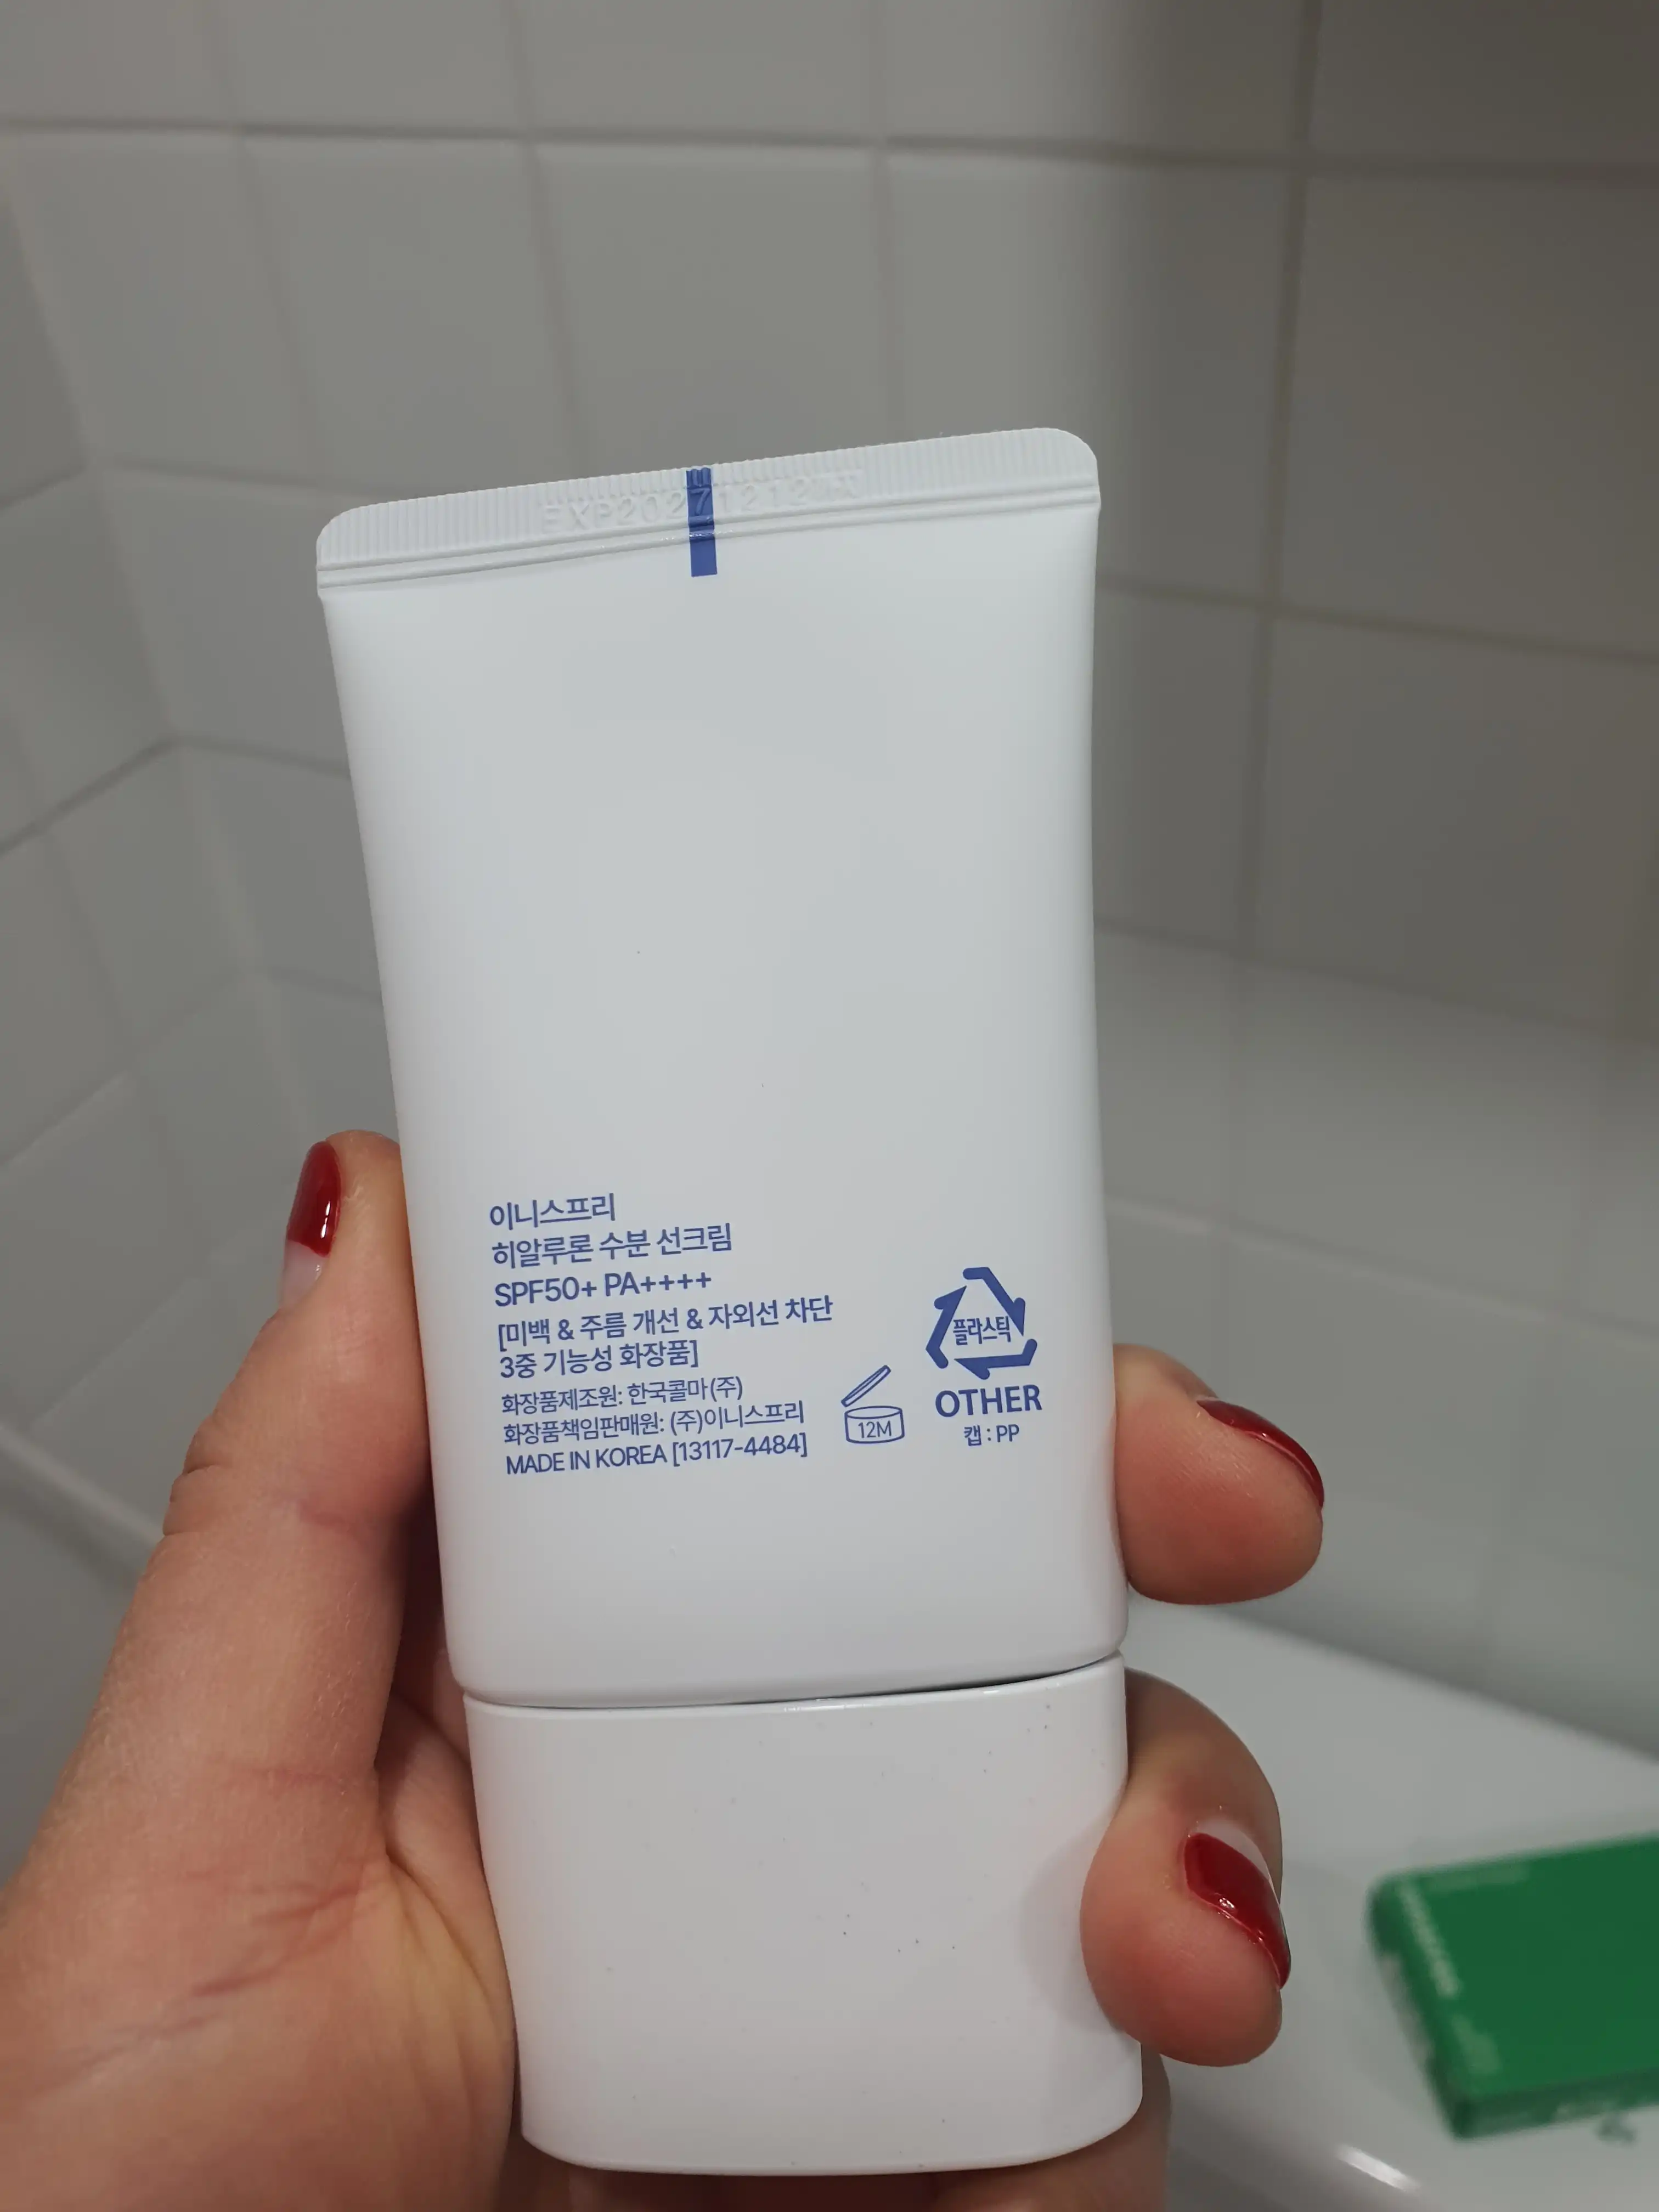 EXP20271212
이니스프리
히알루론 수분 선크림
SPF50+ PA++++
[미백 & 주름 개선 & 자외선 차단
3중 기능성 화장품]
화장품제조원: 한국콜마(주)
화장품책임판매원: (주)이니스프리
MADE IN KOREA [13117-4484]
12M
플라스틱
OTHER
캡 : PP